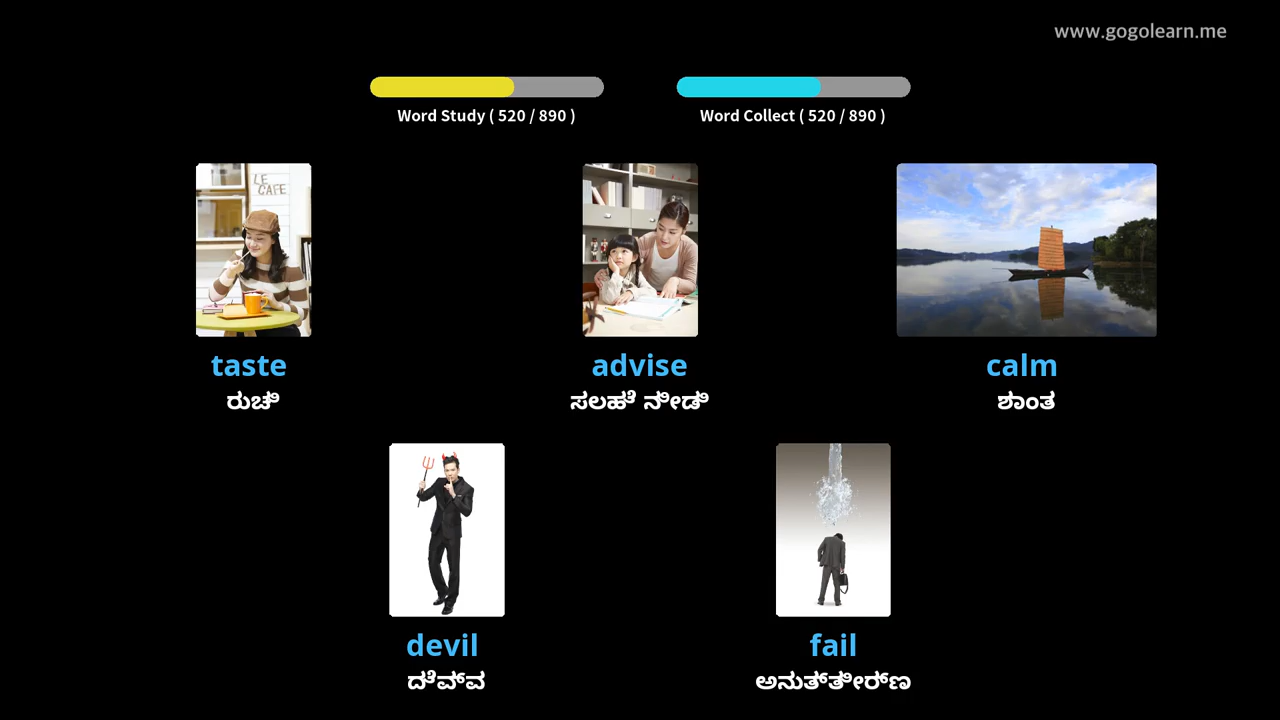 www.gogolearn.me
Word Study ( 520 / 890 )
Word Collect ( 520 / 890 )
LE
CAFE
taste
ರುಚಿ
advise
ಸಲಹೆ ನೀಡಿ
calm
ಶಾಂತ
devil
ದೆವ್ವ
fail
ಅನುತ್ತೀರ್ಣ